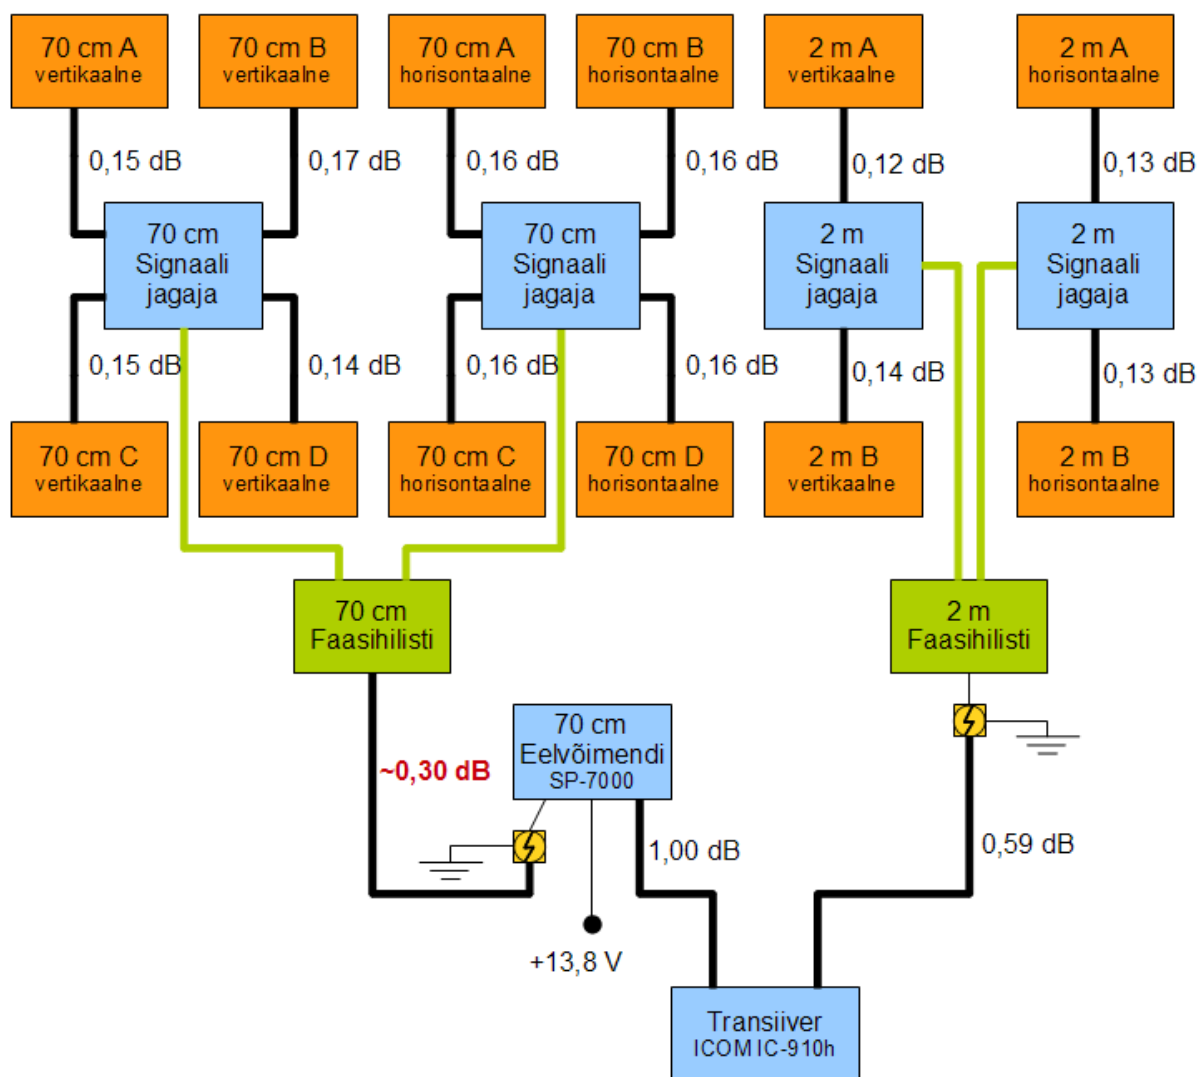 70 cm A
vertikaalne
70 cm B
vertikaalne
70 cm A
horisontaalne
70 cm B
horisontaalne
2 m A
vertikaalne
2 m A
horisontaalne
0,15 dB
0,17 dB
0,16 dB
0,16 dB
0,12 dB
0,13 dB
70 cm
Signaali
jagaja
70 cm
Signaali
jagaja
2 m
Signaali
jagaja
2 m
Signaali
jagaja
0,15 dB
0,14 dB
0,16 dB
0,16 dB
0,14 dB
0,13 dB
70 cm C
vertikaalne
70 cm D
vertikaalne
70 cm C
horisontaalne
70 cm D
horisontaalne
2 m B
vertikaalne
2 m B
horisontaalne
70 cm
Faasihilisti
2 m
Faasihilisti
70 cm
Eelvõimendi
SP-7000
~0,30 dB
1,00 dB
0,59 dB
+13,8 V
Transiiver
ICOM IC-910h